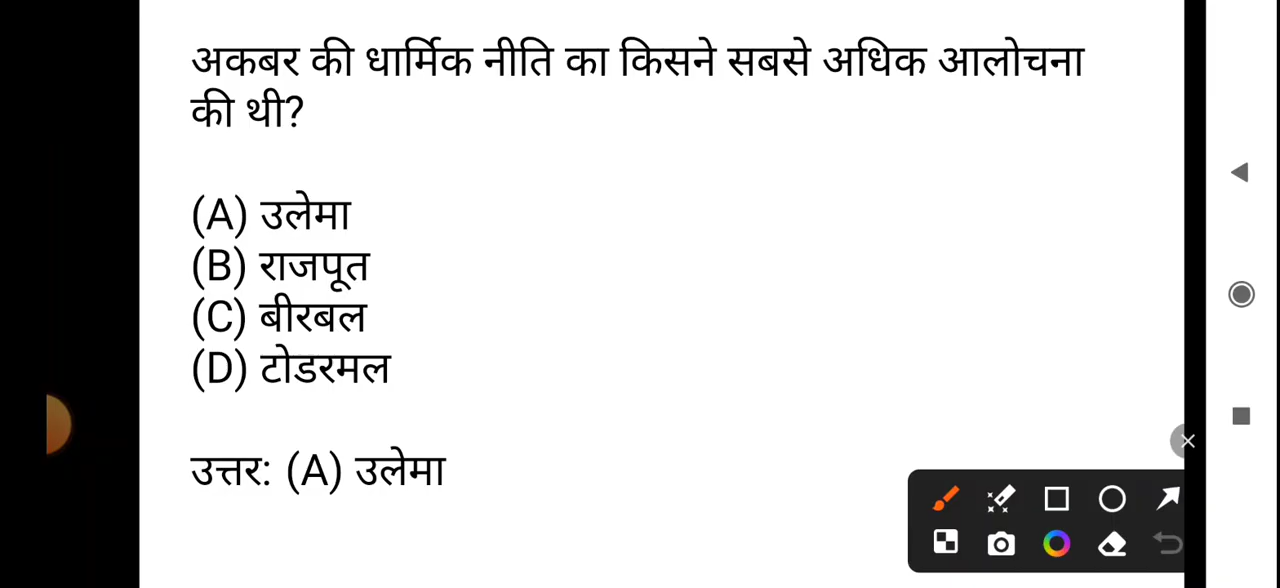 अकबर की धार्मिक नीति का किसने सबसे अधिक आलोचना
की थी?
(A) उलेमा
(B) राजपूत
(C) बीरबल
(D) टोडरमल
उत्तर: (A) उलेमा